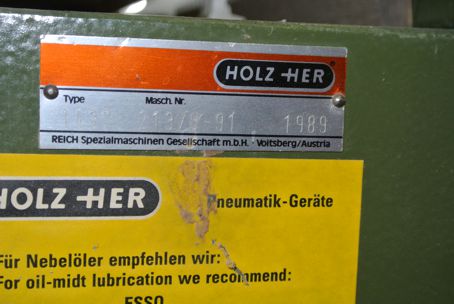 HOLZ-HER
Type Masch. Nr.
1989
REICH Spezialmaschinen Gesellschaft m.b.H. · Voitsberg/Austria
HOLZ-HER
Pneumatik-Geräte
Für Nebelöler empfehlen wir:
For oil-midt lubrication we recommend:
ESSO